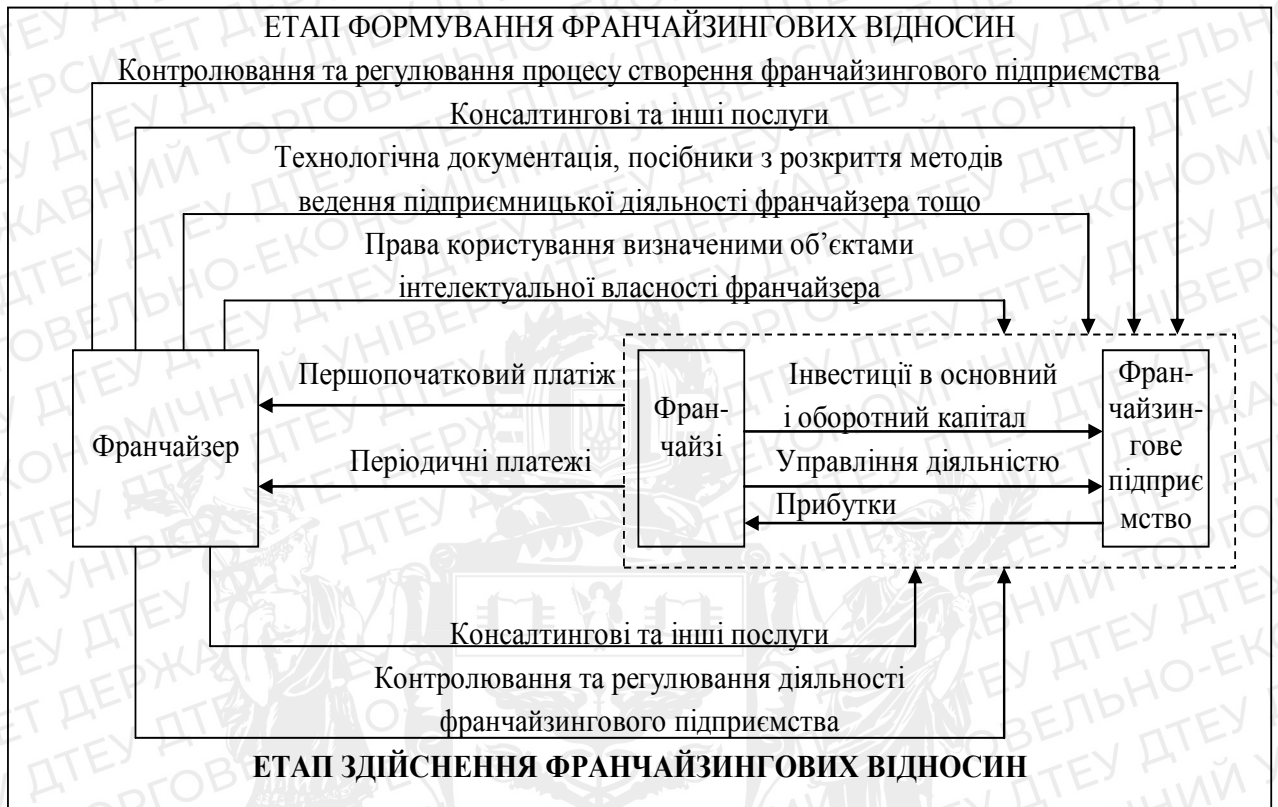 ЕТАП ФОРМУВАННЯ ФРАНЧАЙЗИНГОВИХ ВІДНОСИН
Контролювання та регулювання процесу створення франчайзингового підприємства
Консалтингові та інші послуги
Технологічна документація, посібники з розкриття методів
ведення підприємницької діяльності франчайзера тощо
Права користування визначеними об’єктами
інтелектуальної власності франчайзера
Франчайзер
Першопочатковий платіж
Періодичні платежі
Фран-
чайзі
Інвестиції в основний
і оборотний капітал
Управління діяльністю
Прибутки
Фран-
чайзин-
гове
підприє
мство
Консалтингові та інші послуги
Контролювання та регулювання діяльності
франчайзингового підприємства
ЕТАП ЗДІЙСНЕННЯ ФРАНЧАЙЗИНГОВИХ ВІДНОСИН